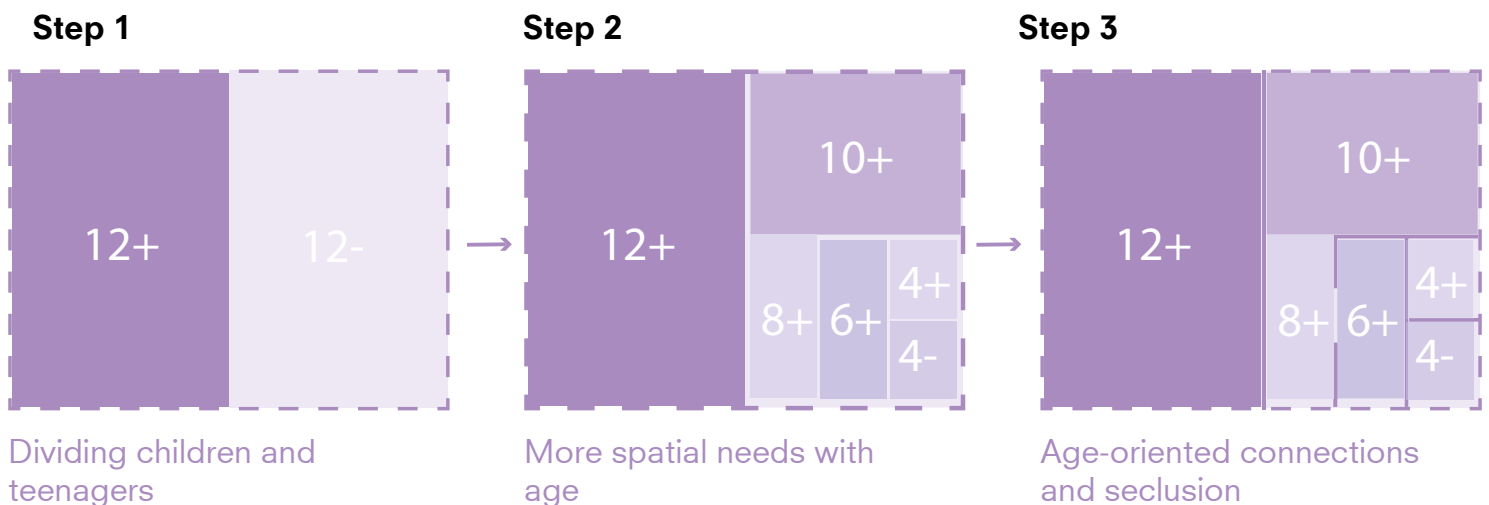 Step 1
Step 2
Step 3
12+
12-
12+
10+
8+
6+
4+
4-
12+
10+
8+
6+
4+
4-
Dividing children and
teenagers
More spatial needs with
age
Age-oriented connections
and seclusion